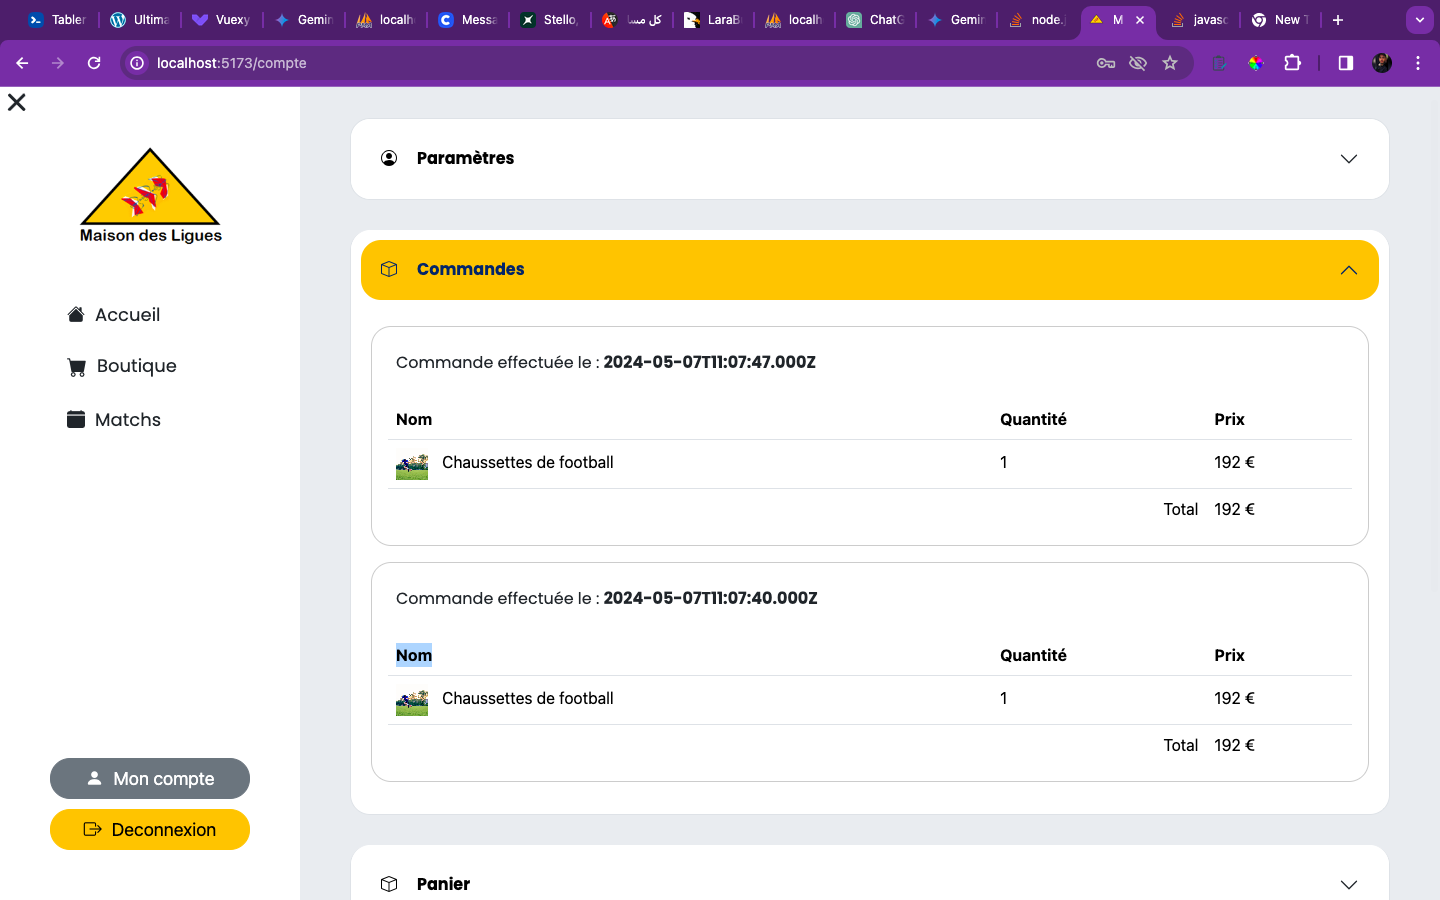 Tabler
Ultima
Vuexy
Gemin
localh
Messa
Stello,
كل مسا
LaraB
localh
ChatG
Gemin
node.j
M
javasc
New T
localhost:5173/compte
Maison des Ligues
Accueil
Boutique
Matchs
Mon compte
Deconnexion
Paramètres
Commandes
Commande effectuée le : 2024-05-07T11:07:47.000Z
Nom Quantité Prix
Chaussettes de football 1 192 €
Total 192 €
Commande effectuée le : 2024-05-07T11:07:40.000Z
Nom Quantité Prix
Chaussettes de football 1 192 €
Total 192 €
Panier